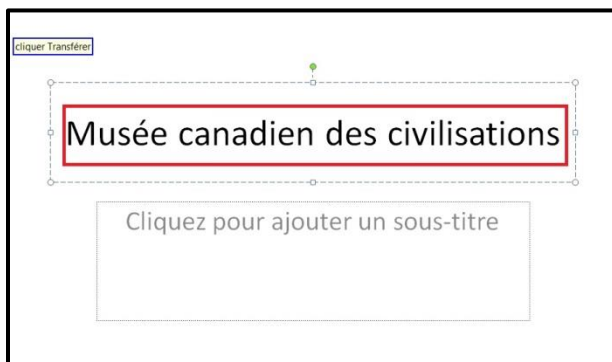 cliquer Transférer
Musée canadien des civilisations
Cliquez pour ajouter un sous-titre